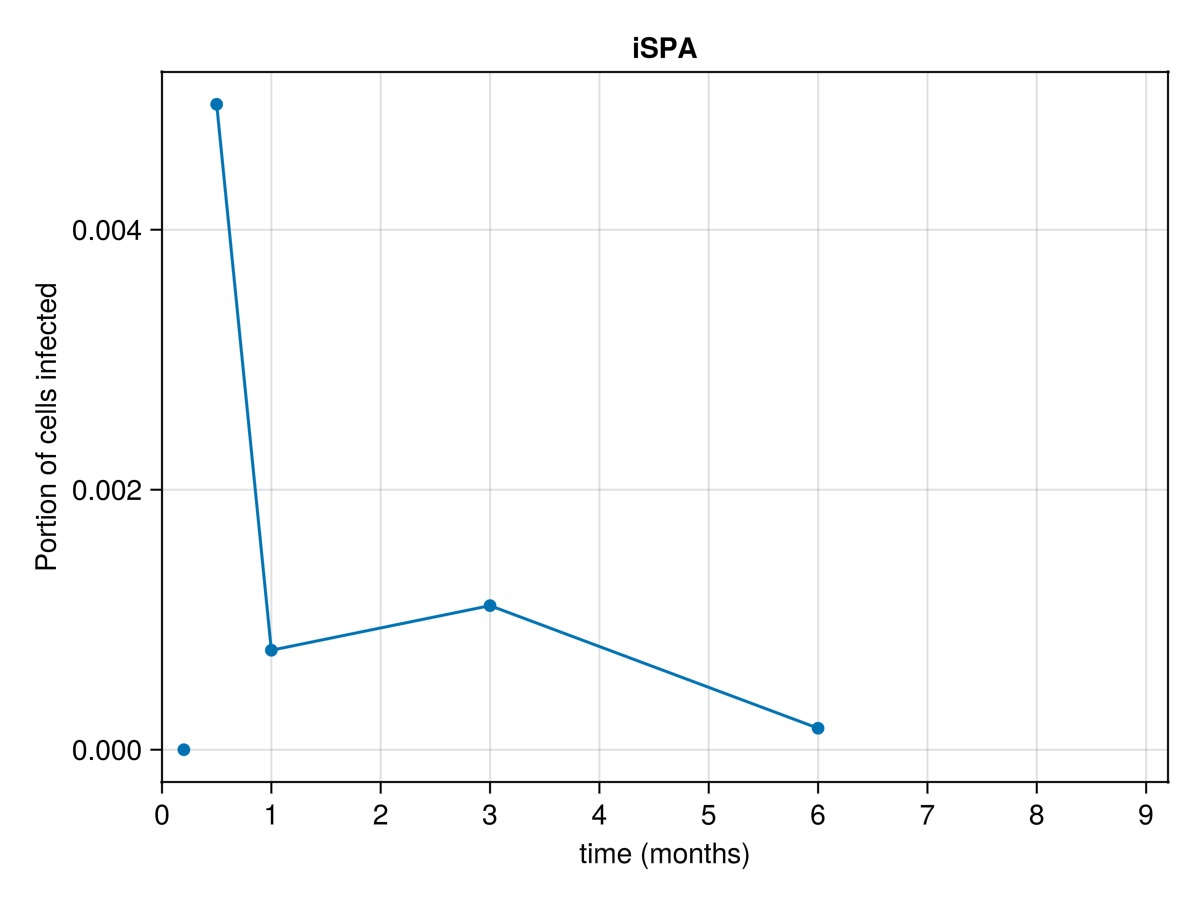 iSPA
Portion of cells infected
0.004
0.002
0.000
0 1 2 3 4 5 6 7 8 9
time (months)